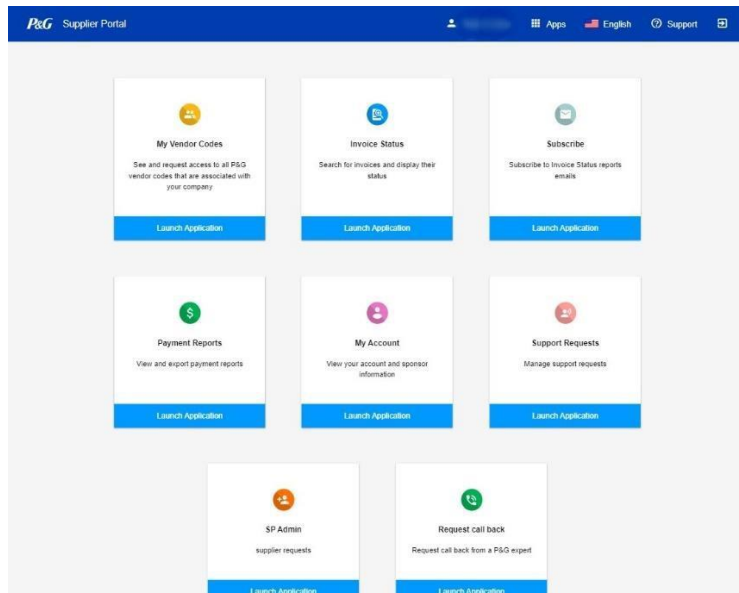 P&G Supplier Portal Apps English Support
My Vendor Codes
See and request access to all P&G
vendor codes that are associated with
your company
Launch Application
Invoice Status
Search for invoices and display their
status
Launch Application
Subscribe
Subscribe to Invoice Status reports
emails
Launch Application
Payment Reports
View and export payment reports
Launch Application
My Account
View your account and sponsor
information
Launch Application
Support Requests
Manage support requests
Launch Application
SP Admin
supplier requests
Launch Application
Request call back
Request call back from a P&G expert
Launch Application